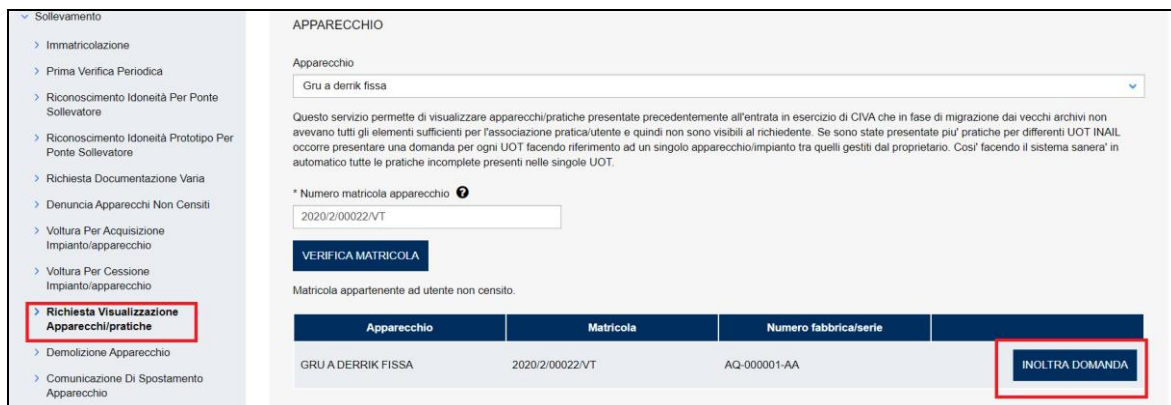 Sollevamento
Immatricolazione
Prima Verifica Periodica
Riconoscimento Idoneità Per Ponte
Sollevatore
Riconoscimento Idoneità Prototipo Per
Ponte Sollevatore
Richiesta Documentazione Varia
Denuncia Apparecchi Non Censiti
Voltura Per Acquisizione
Impianto/apparecchio
Voltura Per Cessione
Impianto/apparecchio
Richiesta Visualizzazione
Apparecchi/pratiche
Demolizione Apparecchio
Comunicazione Di Spostamento
Apparecchio
APPARECCHIO
Apparecchio
Gru a derrik fissa
Questo servizio permette di visualizzare apparecchi/pratiche presentate precedentemente all'entrata in esercizio di CIVA che in fase di migrazione dai vecchi archivi non
avevano tutti gli elementi sufficienti per l'associazione pratica/utente e quindi non sono visibili al richiedente. Se sono state presentate piu' pratiche per differenti UOT INAIL
occorre presentare una domanda per ogni UOT facendo riferimento ad un singolo apparecchio/impianto tra quelli gestiti dal proprietario. Cosi' facendo il sistema sanera' in
automatico tutte le pratiche incomplete presenti nelle singole UOT.
* Numero matricola apparecchio ?
2020/2/00022/VT
VERIFICA MATRICOLA
Matricola appartenente ad utente non censito.
Apparecchio Matricola Numero fabbrica/serie
GRU A DERRIK FISSA 2020/2/00022/VT AQ-000001-AA INOLTRA DOMANDA